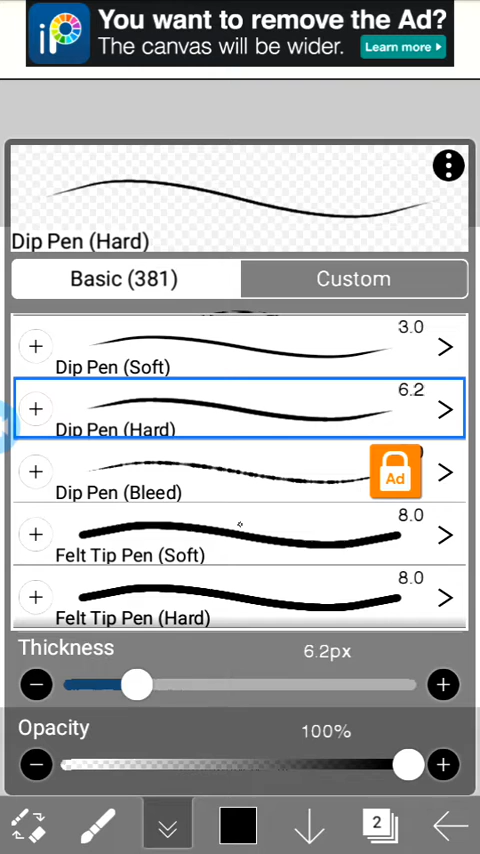 iP
You want to remove the Ad?
The canvas will be wider.
Learn more ▸
Dip Pen (Hard)
Basic (381)
Custom
3.0
Dip Pen (Soft)
6.2
Dip Pen (Hard)
Ad
Dip Pen (Bleed)
8.0
Felt Tip Pen (Soft)
8.0
Felt Tip Pen (Hard)
Thickness
6.2px
Opacity
100%
2